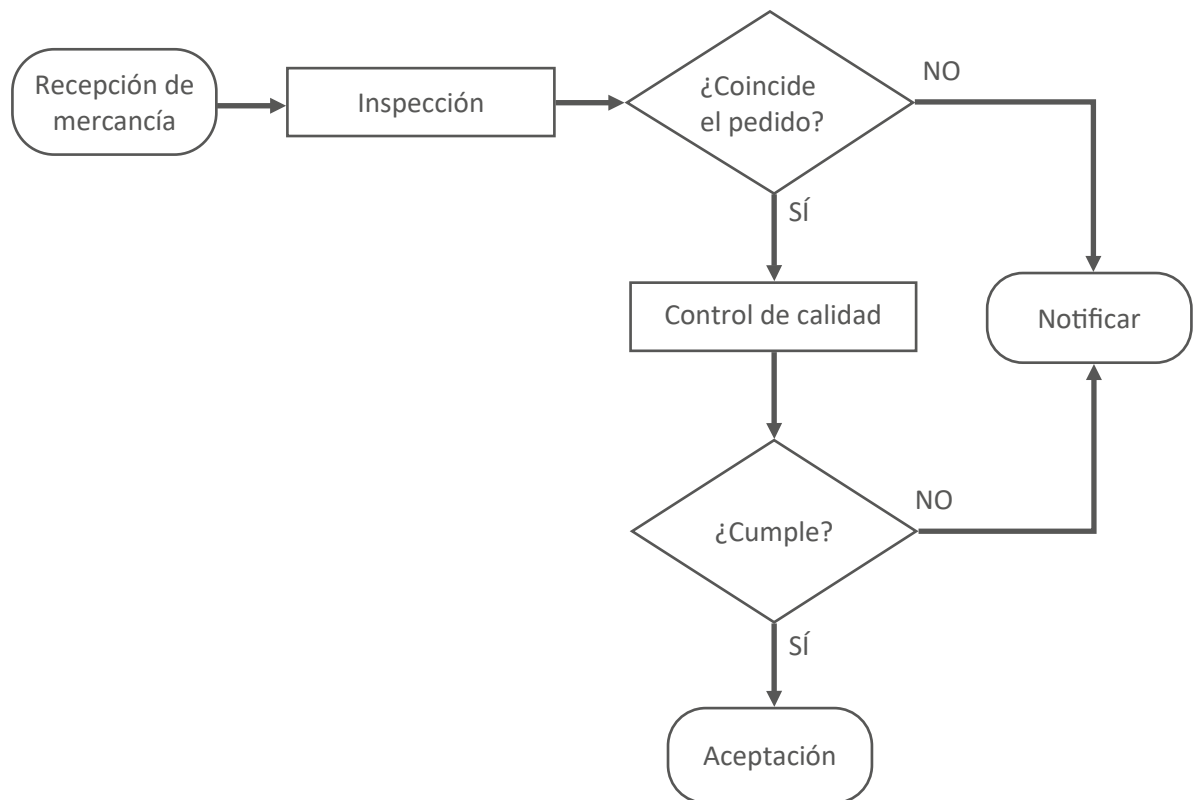 Recepción de
mercancía
Inspección
¿Coincide
el pedido?
NO
SÍ
Control de calidad
Notificar
¿Cumple?
NO
SÍ
Aceptación